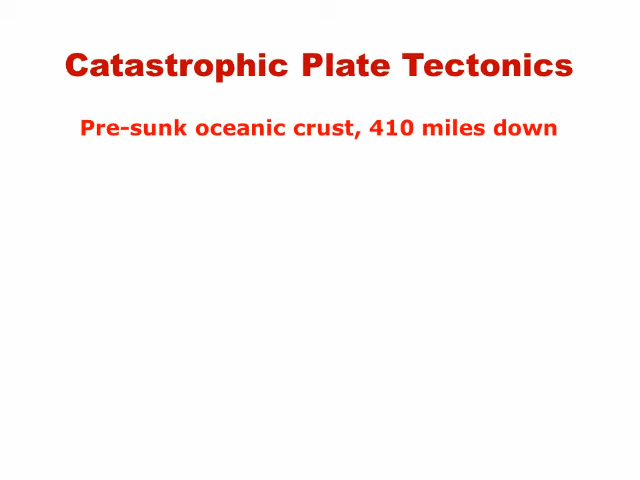 Catastrophic Plate Tectonics
Pre-sunk oceanic crust, 410 miles down